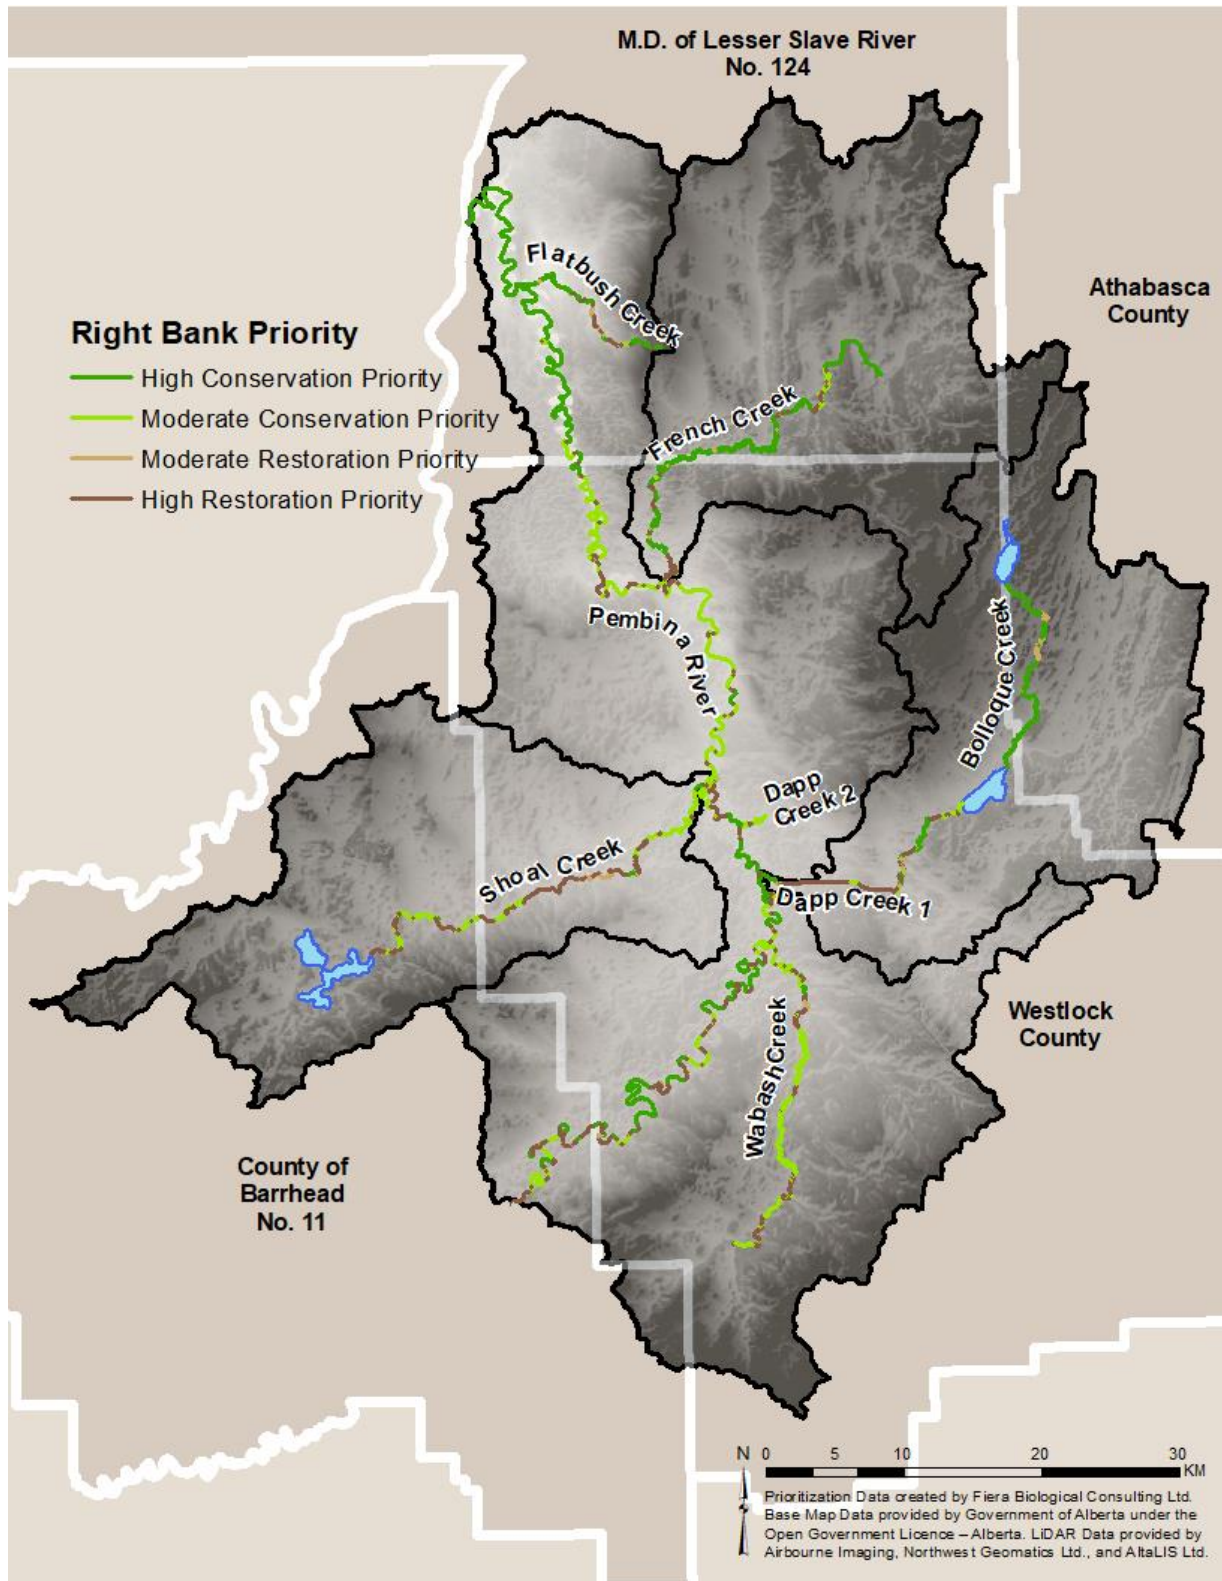 M.D. of Lesser Slave River
No. 124
Athabasca
County
Right Bank Priority
High Conservation Priority
Moderate Conservation Priority
Moderate Restoration Priority
High Restoration Priority
Flatbush Creek
French Creek
Pembina River
Bolloque Creek
Dapp
Creek 2
Shoal Creek
Dapp Creek 1
Wabash Creek
Westlock
County
County of
Barrhead
No. 11
N 0 5 10 20 30
KM
Prioritization Data created by Fiera Biological Consulting Ltd.
Base Map Data provided by Government of Alberta under the
Open Government Licence – Alberta. LiDAR Data provided by
Airbourne Imaging, Northwest Geomatics Ltd., and AltaLIS Ltd.